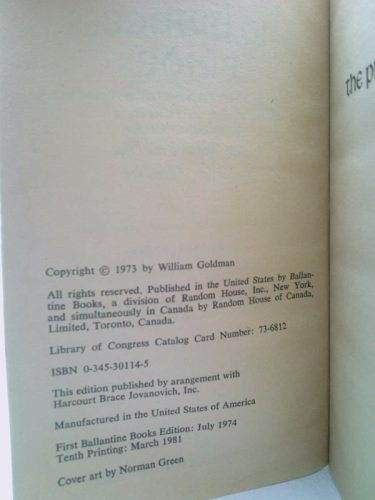 the p
Copyright © 1973 by William Goldman
All rights reserved. Published in the United States by Ballan-
tine Books, a division of Random House, Inc., New York,
and simultaneously in Canada by Random House of Canada,
Limited, Toronto, Canada.
Library of Congress Catalog Card Number: 73-6812
ISBN 0-345-30114-5
This edition published by arangement with
Harcourt Brace Jovanovich, Inc.
Manufactured in the United States of America
First Ballantine Books Edition: July 1974
Tenth Printing: March 1981
Cover art by Norman Green